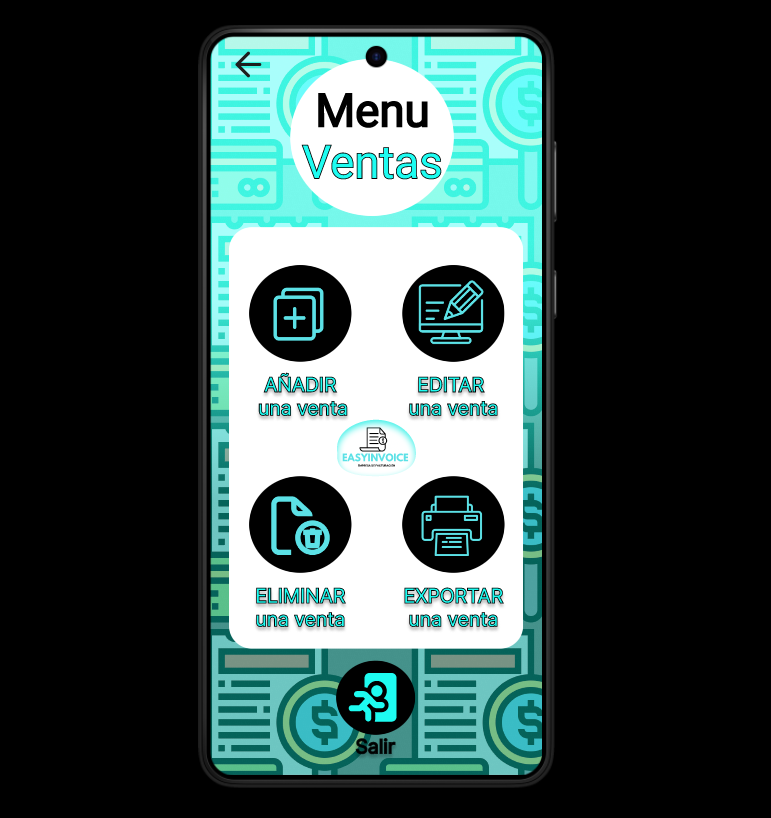 Menu
Ventas
AÑADIR
una venta
EDITAR
una venta
EASYINVOICE
ELIMINAR
una venta
EXPORTAR
una venta
Salir